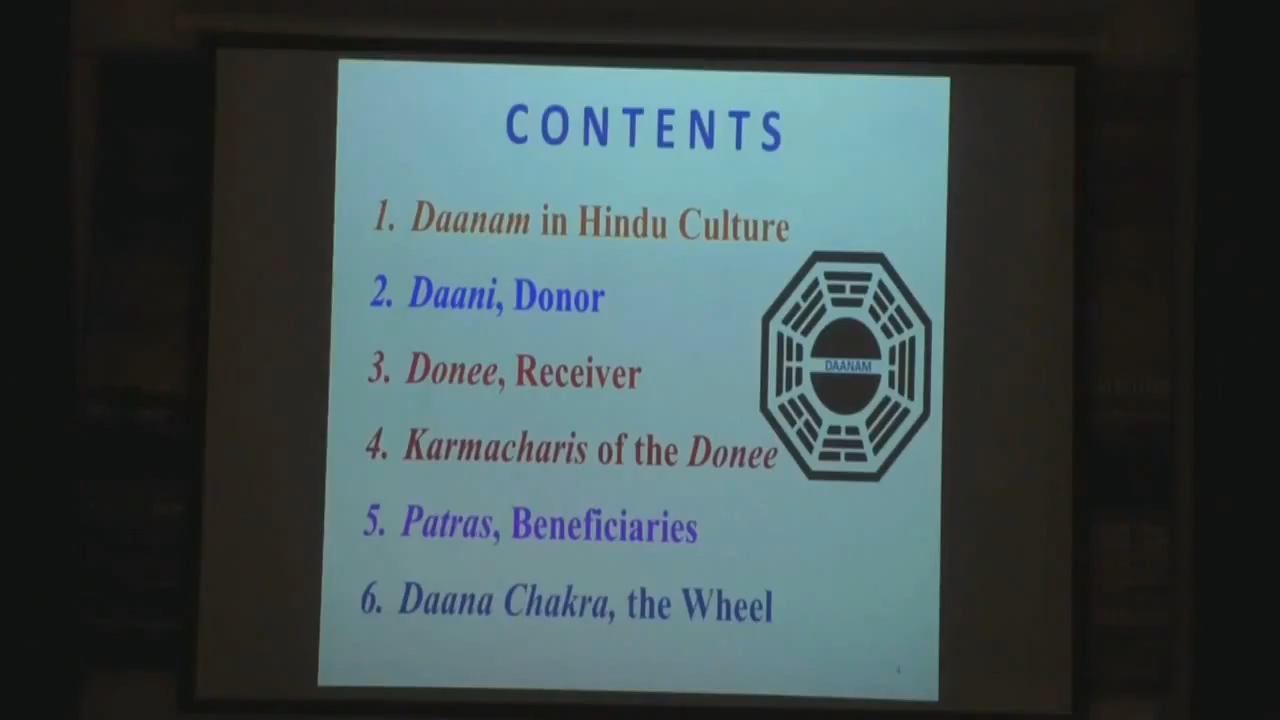 CONTENTS
1. Daanam in Hindu Culture
2. Daani, Donor
3. Donee, Receiver
DAANAM
4. Karmacharis of the Donee
5. Patras, Beneficiaries
6. Daana Chakra, the Wheel